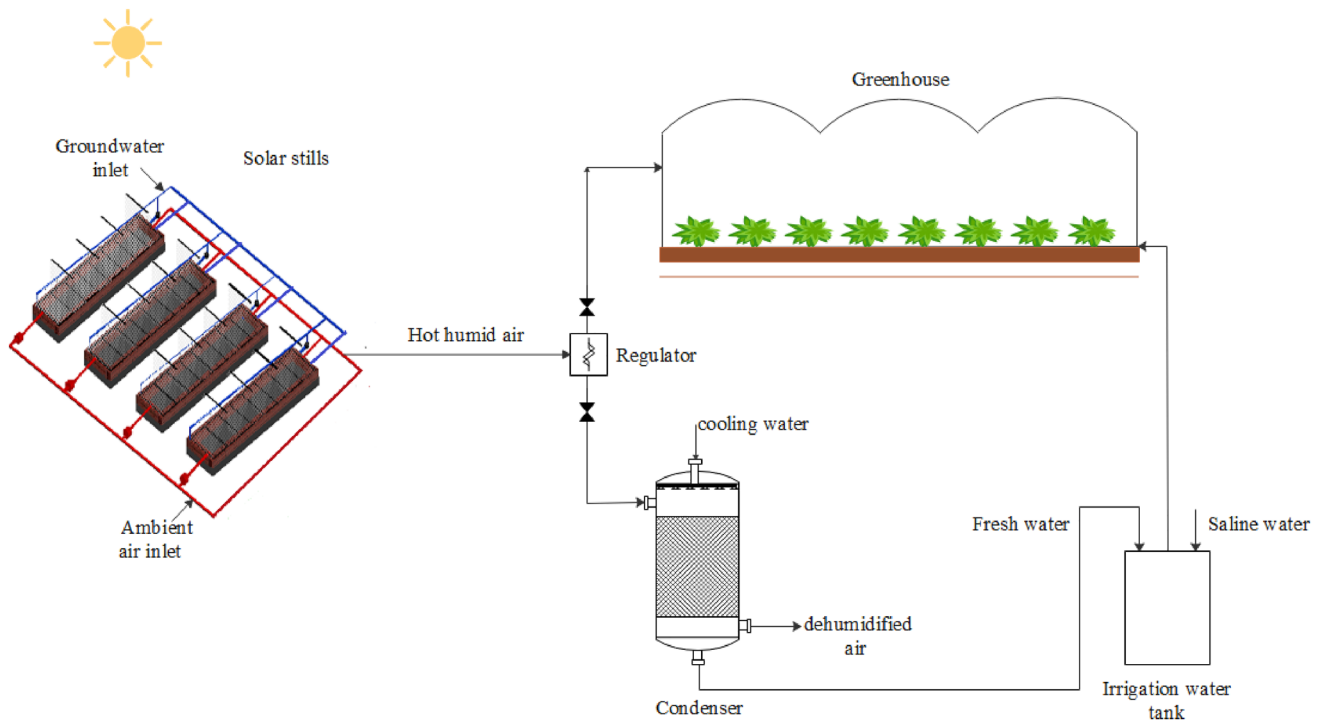 Greenhouse
Groundwater
inlet
Solar stills
Hot humid air
Regulator
cooling water
Ambient
air inlet
Fresh water
Saline water
dehumidified
air
Condenser
Irrigation water
tank